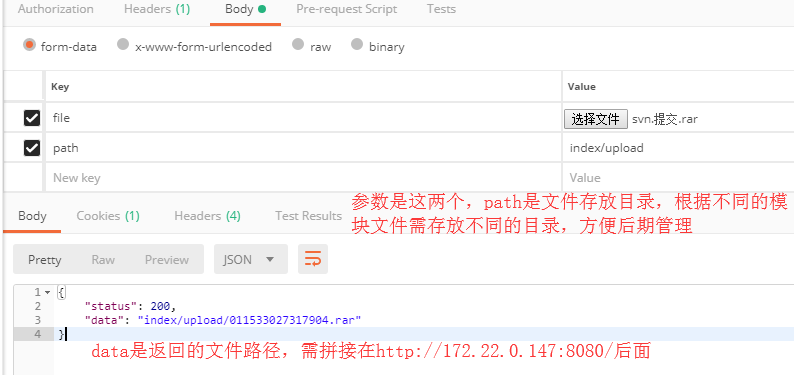 Authorization Headers (1) Body Pre-request Script Tests
form-data x-www-form-urlencoded raw binary
Key Value
file 选择文件 svn.提交.rar
path index/upload
New key Value
参数是这两个，path是文件存放目录，根据不同的模
块文件需存放不同的目录，方便后期管理
Body Cookies (1) Headers (4) Test Results
Pretty Raw Preview JSON
1 {
2 "status": 200,
3 "data": "index/upload/011533027317904.rar"
4 }
data是返回的文件路径，需拼接在http://172.22.0.147:8080/后面